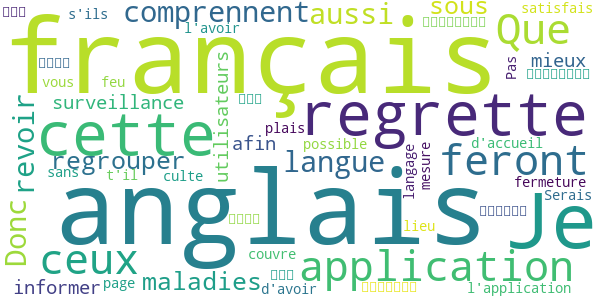 s'ils
comprennent
aussi
sous
satisfais
français
l'avoir
Que
vous
feu
Pas
mieux
surveillance
utilisateurs
regrette
revoir
cette
plais
possible
d'accueil
regrouper
afin
langue
langage
mesure
feront
sans
t'il
culte
anglais
fermeture
Serais
Donc
Je
lieu
ceux
couvre
application
informer
page
maladies
d'avoir
l'application